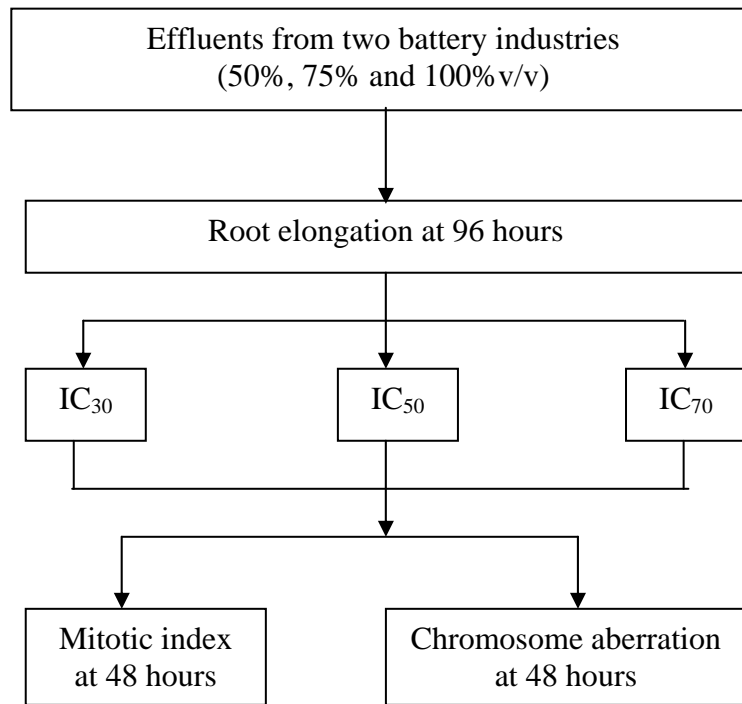 Effluents from two battery industries
(50%, 75% and 100%v/v)
Root elongation at 96 hours
IC30
IC50
IC70
Mitotic index
at 48 hours
Chromosome aberration
at 48 hours